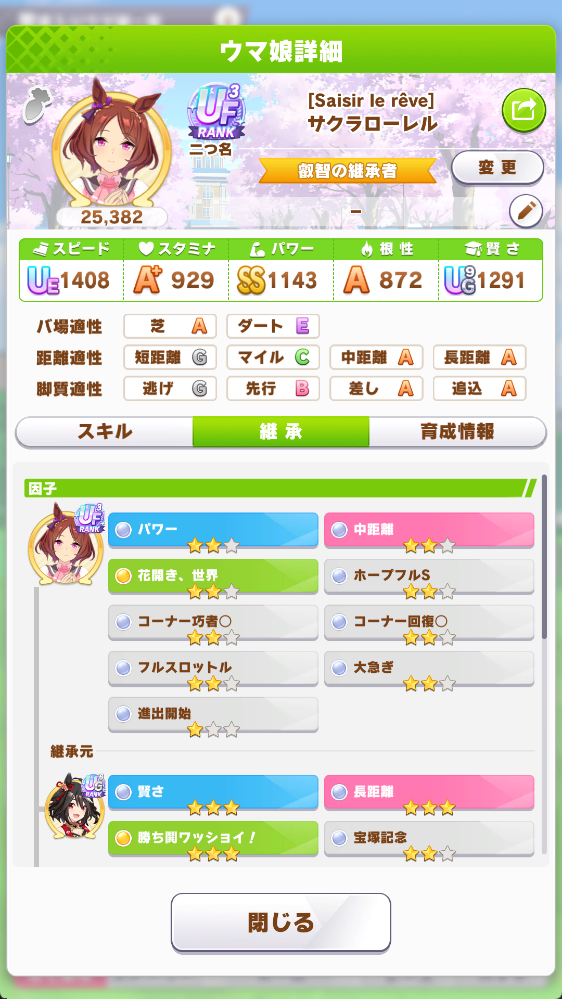 ウマ娘詳細
UF3
RANK
[Saisir le rêve]
サクラローレル
二つ名
叡智の継承者
変更
25,382
–
スピード スタミナ パワー 根性 賢さ
UE 1408 A+ 929 SS 1143 A 872 UG9 1291
バ場適性 芝 A ダート E
距離適性 短距離 G マイル C 中距離 A 長距離 A
脚質適性 逃げ G 先行 B 差し A 追込 A
スキル 継承 育成情報
因子
UF3
RANK
パワー 中距離
花開き、世界 ホープフルS
コーナー巧者○ コーナー回復○
フルスロットル 大急ぎ
進出開始
継承元
RANK
賢さ 長距離
勝ち鬨ワッショイ! 宝塚記念
閉じる